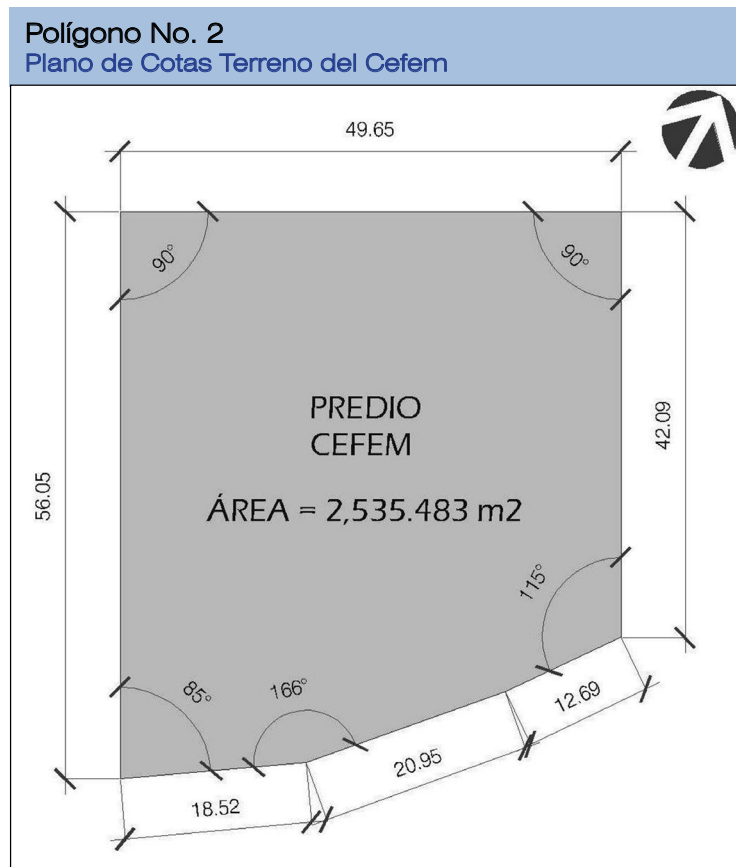 Polígono No. 2
Plano de Cotas Terreno del Cefem
49.65
90°
90°
PREDIO
CEFEM
42.09
56.05
ÁREA = 2,535.483 m2
115°
85°
166°
12.69
20.95
18.52